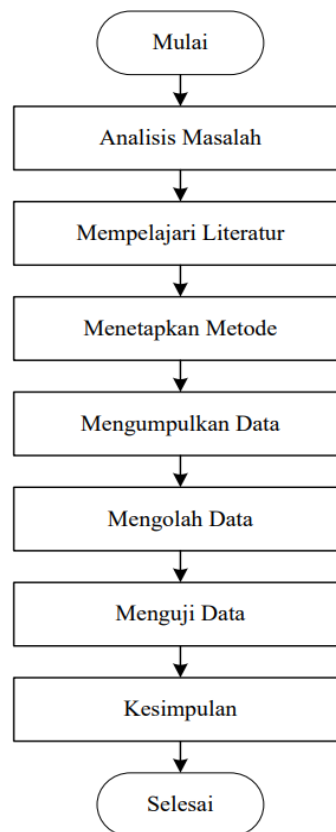 Mulai
Analisis Masalah
Mempelajari Literatur
Menetapkan Metode
Mengumpulkan Data
Mengolah Data
Menguji Data
Kesimpulan
Selesai